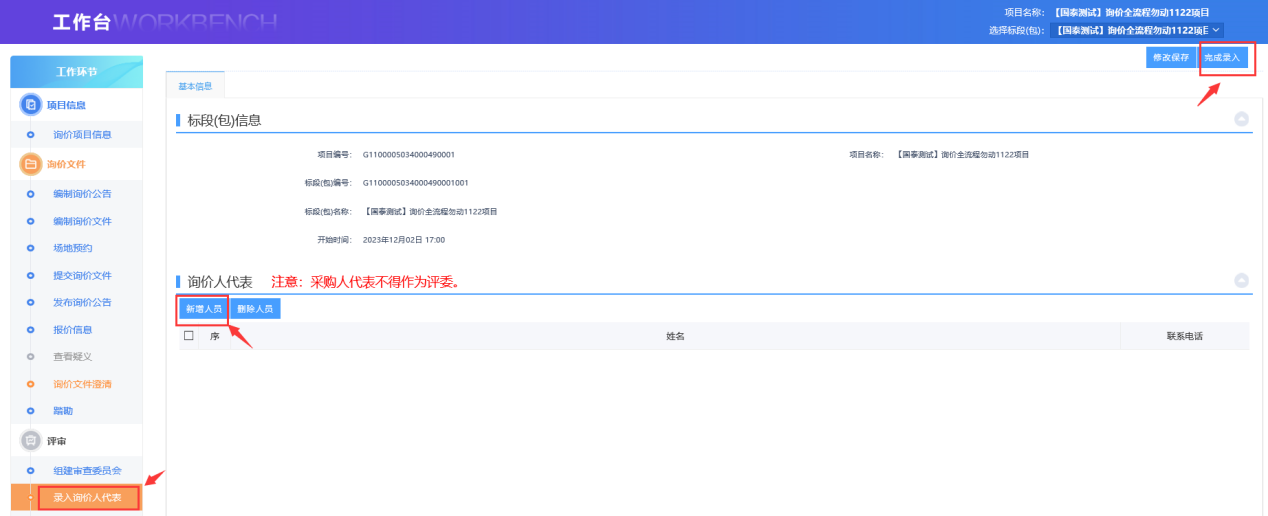 工作台WORKBENCH
项目名称: 【国泰测试】询价全流程勿动1122项目
选择标段(包): 【国泰测试】询价全流程勿动1122项目
修改保存 完成录入
工作环节
基本信息
项目信息
标段(包)信息
询价项目信息
项目编号: G1100005034000490001 项目名称: 【国泰测试】询价全流程勿动1122项目
询价文件
标段(包)编号: G1100005034000490001001
编制询价公告
标段(包)名称: 【国泰测试】询价全流程勿动1122项目
编制询价文件
开始时间: 2023年12月02日 17:00
场地预约
提交询价文件
询价人代表 注意：采购人代表不得作为评委。
发布询价公告
新增人员 删除人员
报价信息
序 姓名 联系电话
查看疑义
询价文件澄清
踏勘
评审
组建审查委员会
录入询价人代表